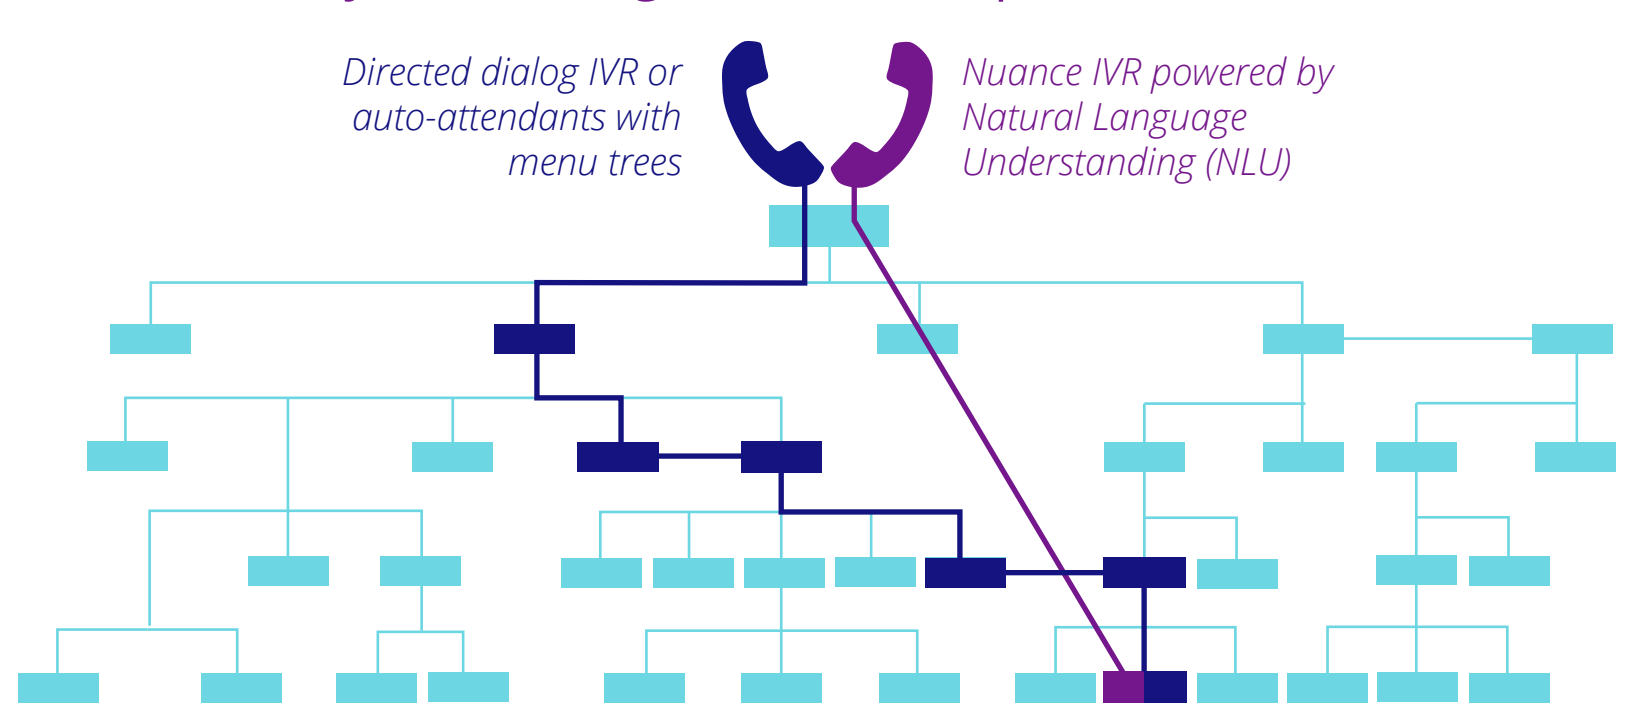 Directed dialog IVR or
auto-attendants with
menu trees
Nuance IVR powered by
Natural Language
Understanding (NLU)